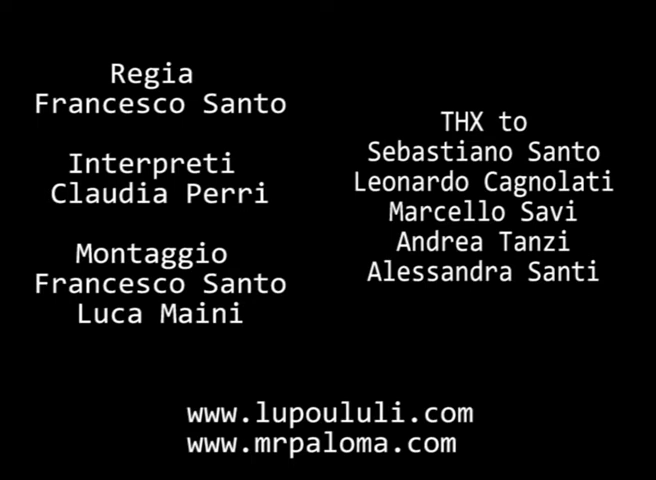 Regia
Francesco Santo
Interpreti
Claudia Perri
Montaggio
Francesco Santo
Luca Maini
THX to
Sebastiano Santo
Leonardo Cagnolati
Marcello Savi
Andrea Tanzi
Alessandra Santi
www.lupoululi.com
www.mrpaloma.com